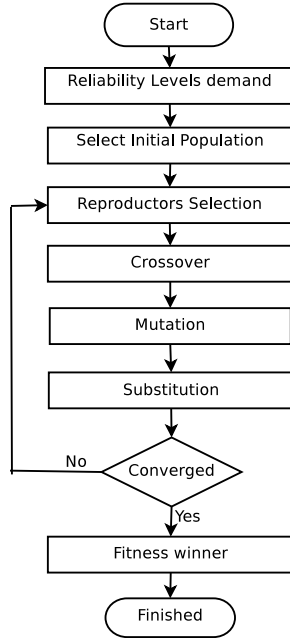 Start
Reliability Levels demand
Select Initial Population
Reproductors Selection
Crossover
Mutation
Substitution
Converged
No
Yes
Fitness winner
Finished